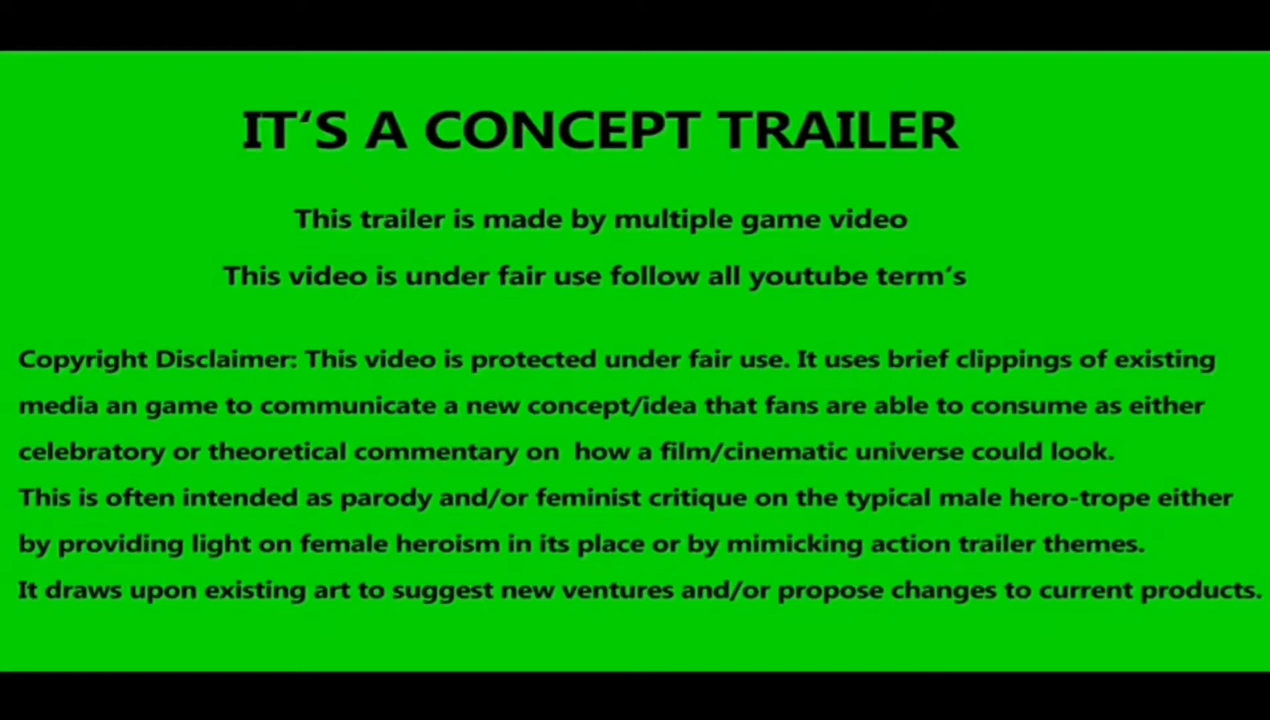 IT‘S A CONCEPT TRAILER
This trailer is made by multiple game video
This video is under fair use follow all youtube term‘s
Copyright Disclaimer: This video is protected under fair use. It uses brief clippings of existing
media an game to communicate a new concept/idea that fans are able to consume as either
celebratory or theoretical commentary on how a film/cinematic universe could look.
This is often intended as parody and/or feminist critique on the typical male hero-trope either
by providing light on female heroism in its place or by mimicking action trailer themes.
It draws upon existing art to suggest new ventures and/or propose changes to current products.